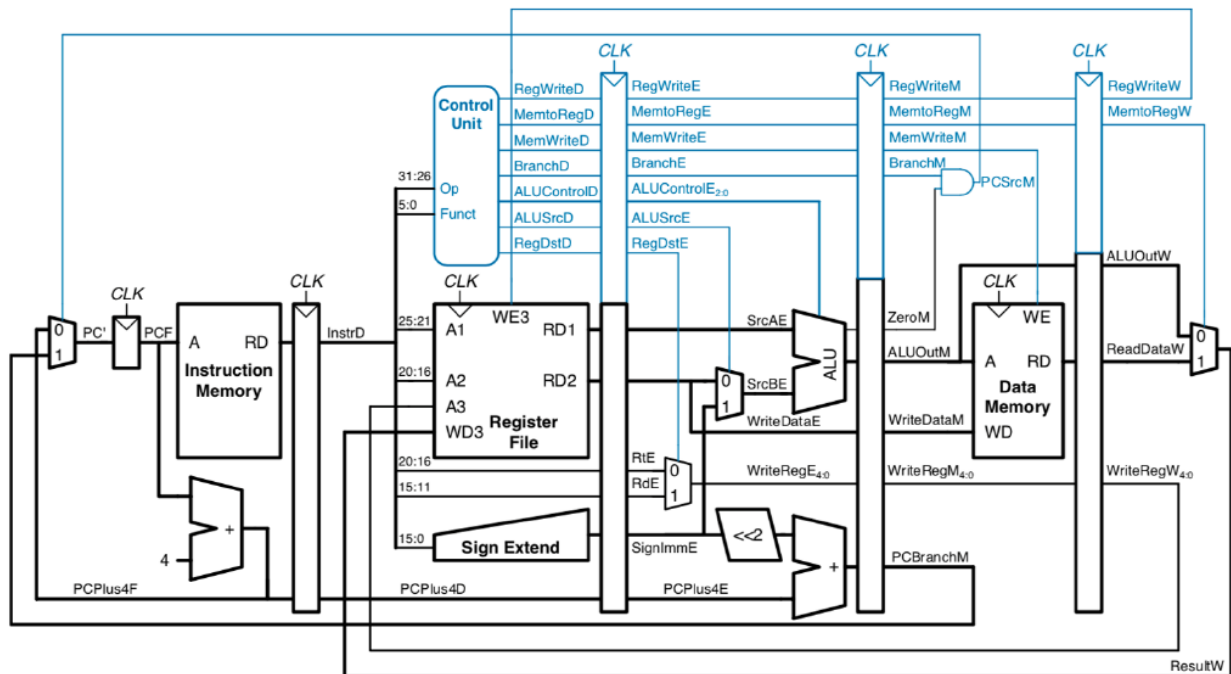 CLK CLK CLK
Control Unit
RegWriteD RegWriteE RegWriteM RegWriteW
MemtoRegD MemtoRegE MemtoRegM MemtoRegW
MemWriteD MemWriteE MemWriteM
BranchD BranchE BranchM
PCSrcM
31:26
Op
ALUControlD ALUControlE2:0
5:0
Funct
ALUSrcD ALUSrcE
RegDstD RegDstE
ALUOutW
CLK CLK CLK CLK
0
1
PC'
PCF
A RD
Instruction Memory
InstrD
25:21
A1
WE3
RD1
SrcAE
ZeroM
WE
20:16
A2
RD2
0
1
SrcBE
ALU
ALUOutM
A RD
ReadDataW
0
1
A3
Register File
Data Memory
WD3
WriteDataE
WriteDataM
WD
20:16
RtE
0
15:11
RdE
1
WriteRegE4:0
WriteRegM4:0
WriteRegW4:0
+
4
15:0
Sign Extend
SignImmE
<<2
+
PCBranchM
PCPlus4F
PCPlus4D
PCPlus4E
ResultW